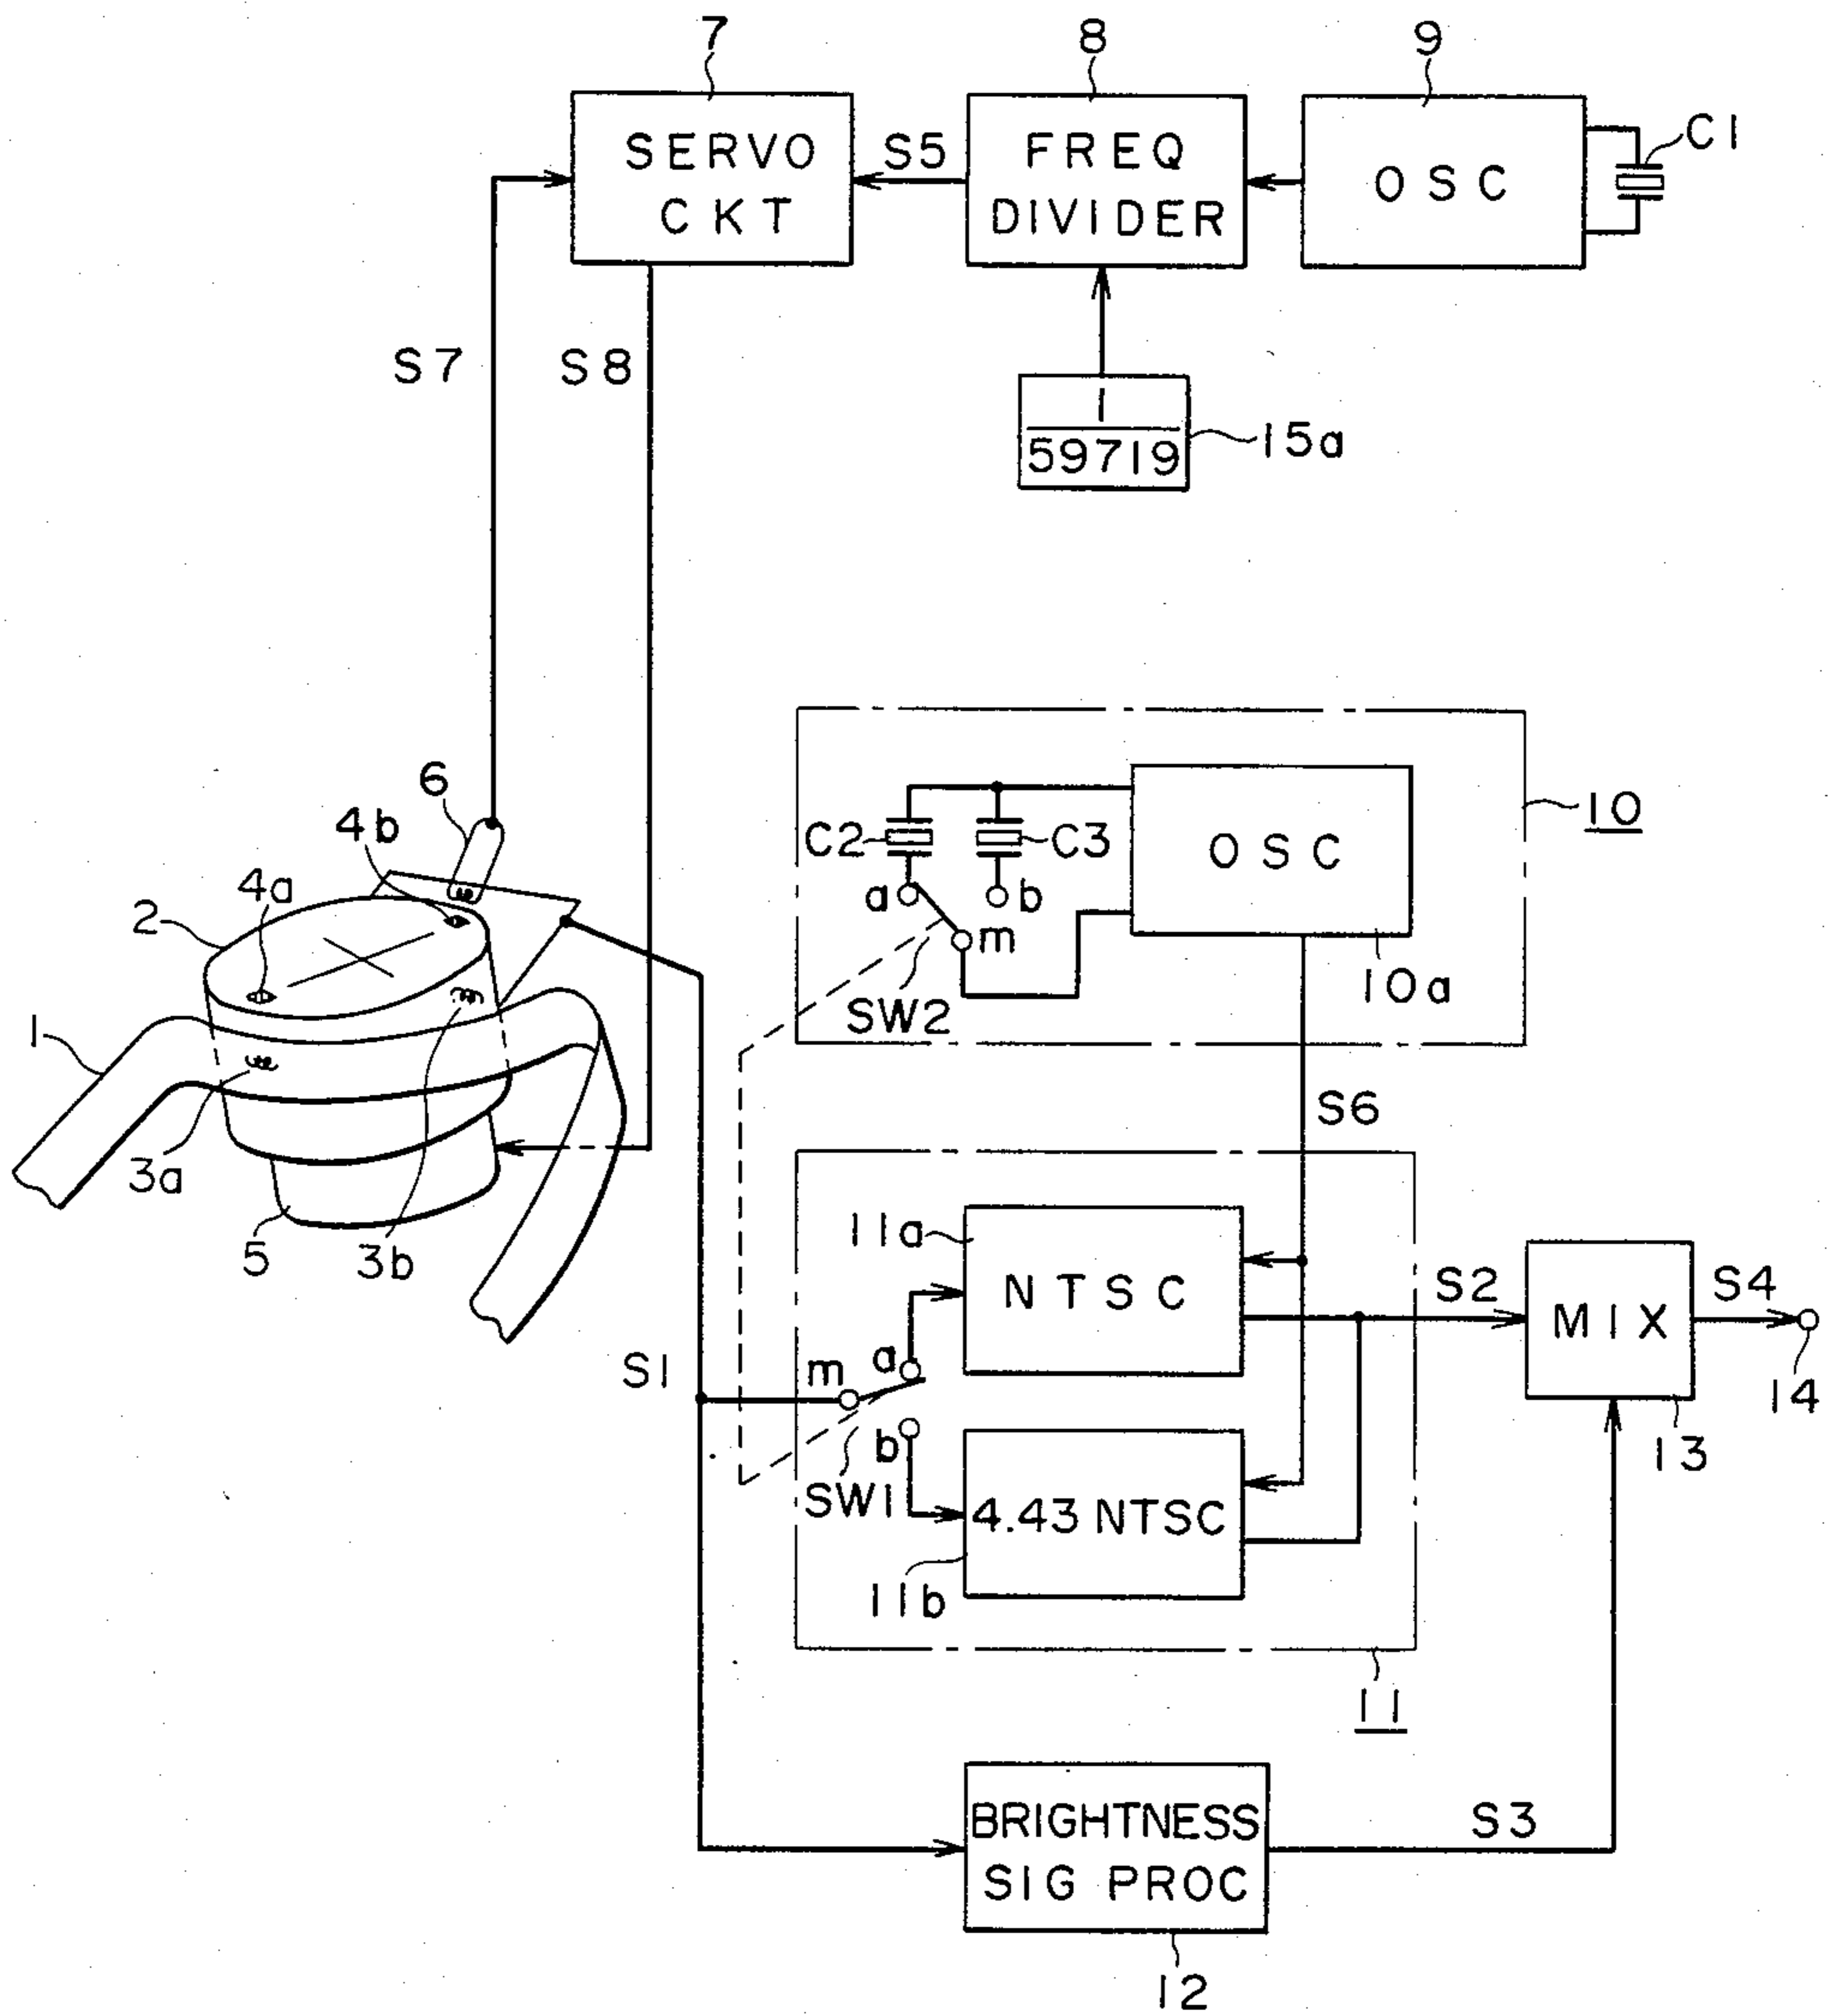 7
8
9
SERVO
CKT
S5
FREQ
DIVIDER
OSC
C1
S7
S8
1
59719
15a
6
4b
4a
2
1
3a
5
3b
C2
C3
a
b
m
SW2
OSC
10
10a
S6
11a
NTSC
S2
MIX
S4
14
13
S1
m
a
b
SW1
4.43 NTSC
11b
11
BRIGHTNESS
SIG PROC
S3
12